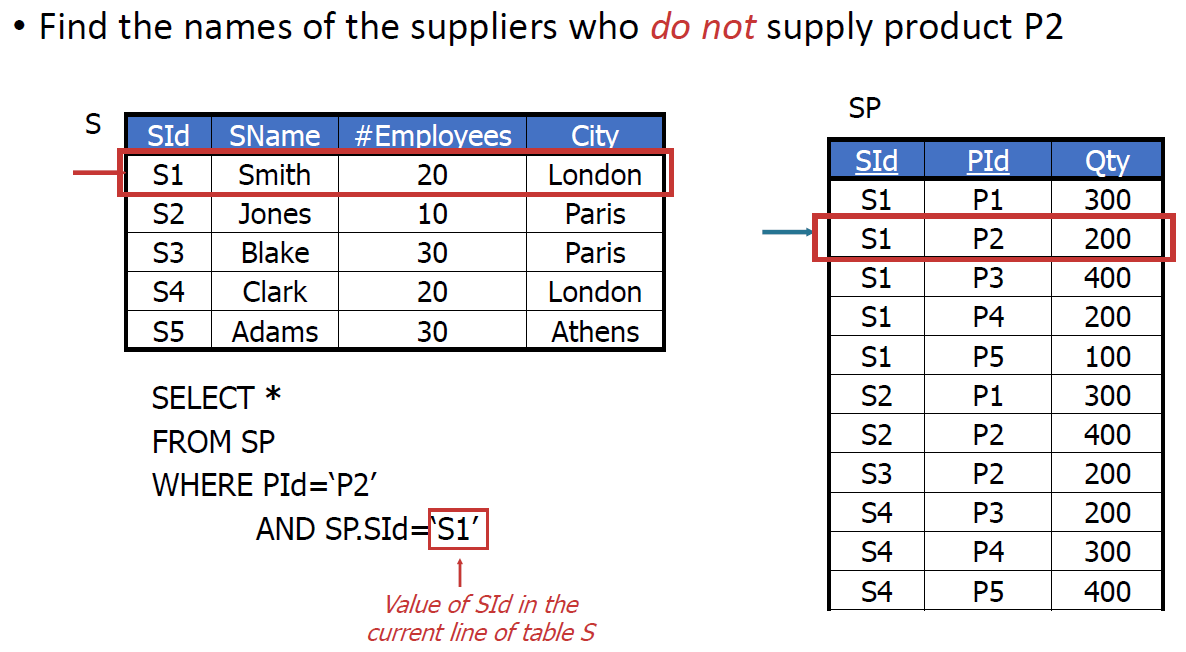 • Find the names of the suppliers who do not supply product P2
S
SId SName #Employees City
S1 Smith 20 London
S2 Jones 10 Paris
S3 Blake 30 Paris
S4 Clark 20 London
S5 Adams 30 Athens
SELECT *
FROM SP
WHERE PId=‘P2’
AND SP.SId=‘S1’
Value of SId in the
current line of table S
SP
SId PId Qty
S1 P1 300
S1 P2 200
S1 P3 400
S1 P4 200
S1 P5 100
S2 P1 300
S2 P2 400
S3 P2 200
S4 P3 200
S4 P4 300
S4 P5 400